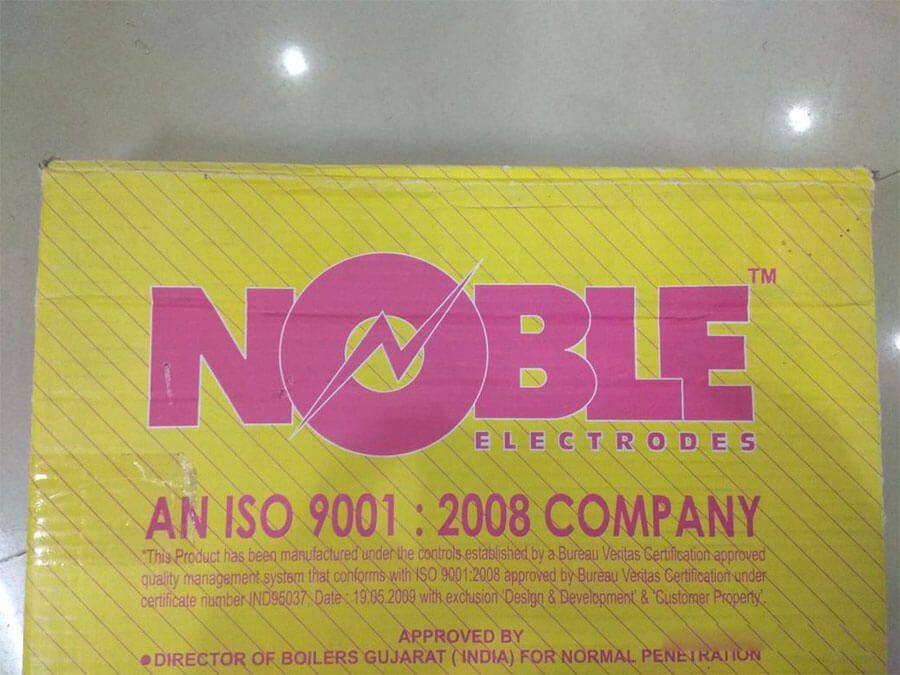 NOBLE TM
ELECTRODES
AN ISO 9001 : 2008 COMPANY
"This Product has been manufactured under the controls established by a Bureau Veritas Certification approved
quality management system that conforms with ISO 9001:2008 approved by Bureau Veritas Certification under
certificate number IND95037, Date : 19.05.2009 with exclusion 'Design & Development' & 'Customer Property'.
APPROVED BY
● DIRECTOR OF BOILERS GUJARAT ( INDIA) FOR NORMAL PENETRATION